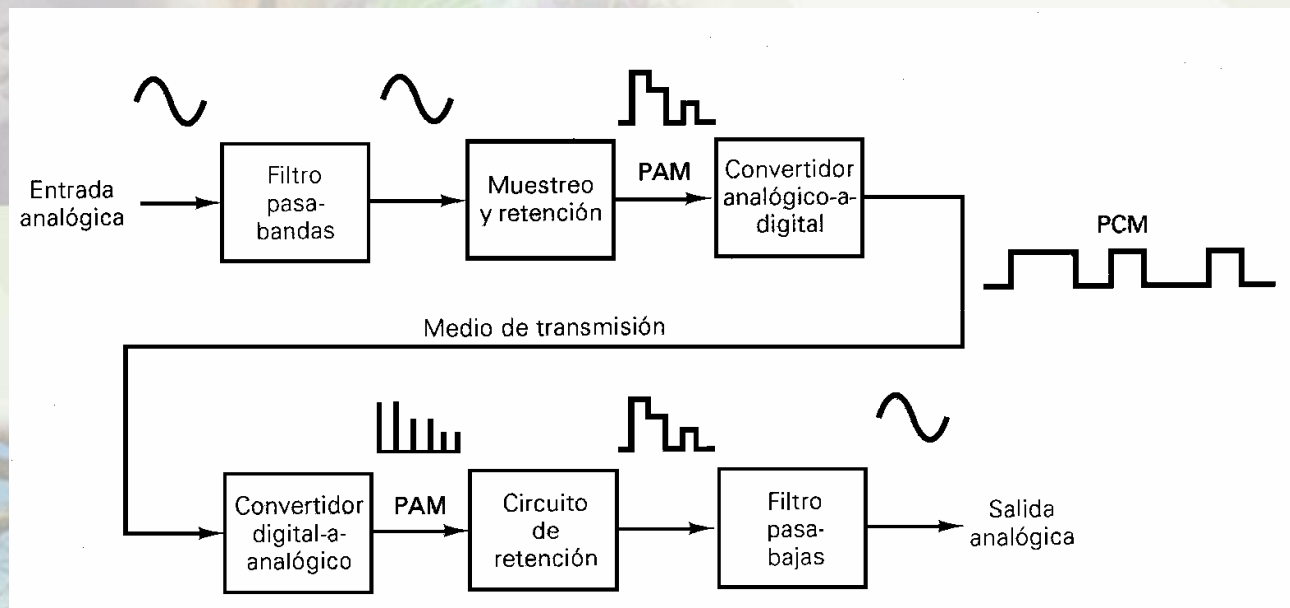 Entrada
analógica
Filtro
pasa-
bandas
Muestreo
y retención
PAM
Convertidor
analógico-a-
digital
PCM
Medio de transmisión
Convertidor
digital-a-
analógico
PAM
Circuito
de
retención
Filtro
pasa-
bajas
Salida
analógica